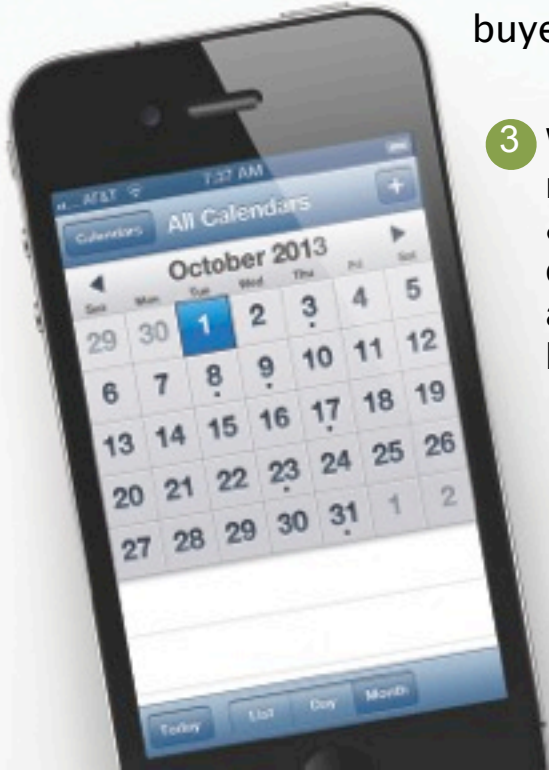 buye
3
AT&T 7:37 AM
Calendars All Calendars +
October 2013
Sun Mon Tue Wed Thu Fri Sat
29 30 1 2 3 4 5
6 7 8 9 10 11 12
13 14 15 16 17 18 19
20 21 22 23 24 25 26
27 28 29 30 31 1 2
Today List Day Month